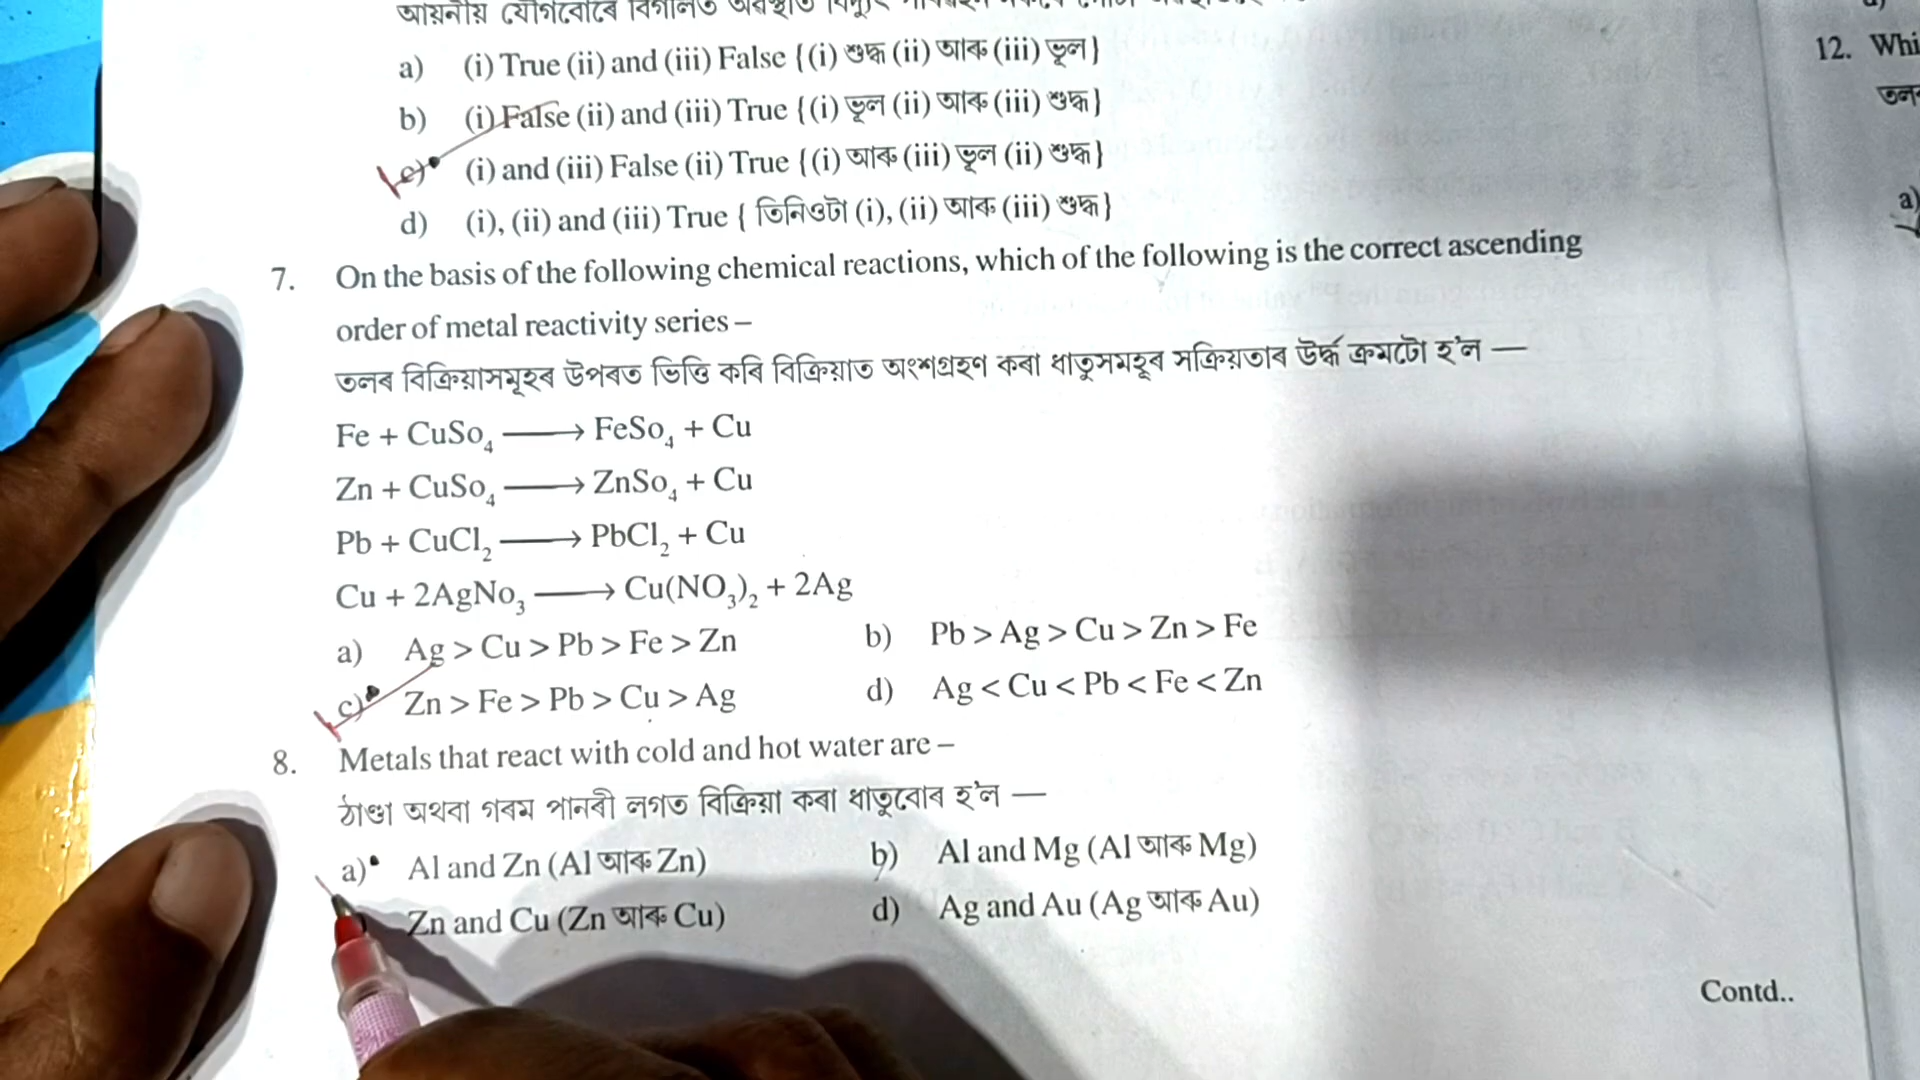 আয়নীয় যৌগবোৰে বিগলিত অৱস্থাত
a) (i) True (ii) and (iii) False {(i) শুদ্ধ (ii) আৰু (iii) ভূল}
b) (i) False (ii) and (iii) True {(i) ভূল (ii) আৰু (iii) শুদ্ধ}
c) (i) and (iii) False (ii) True {(i) আৰু (iii) ভূল (ii) শুদ্ধ}
d) (i), (ii) and (iii) True { তিনিওটা (i), (ii) আৰু (iii) শুদ্ধ}
7. On the basis of the following chemical reactions, which of the following is the correct ascending
order of metal reactivity series –
তলৰ বিক্ৰিয়াসমূহৰ উপৰত ভিত্তি কৰি বিক্ৰিয়াত অংশগ্ৰহণ কৰা ধাতুসমহূৰ সক্ৰিয়তাৰ উৰ্দ্ধ ক্ৰমটো হ'ল —
Fe + CuSo₄ ⟶ FeSo₄ + Cu
Zn + CuSo₄ ⟶ ZnSo₄ + Cu
Pb + CuCl₂ ⟶ PbCl₂ + Cu
Cu + 2AgNo₃ ⟶ Cu(NO₃)₂ + 2Ag
a) Ag > Cu > Pb > Fe > Zn b) Pb > Ag > Cu > Zn > Fe
c) Zn > Fe > Pb > Cu > Ag d) Ag < Cu < Pb < Fe < Zn
8. Metals that react with cold and hot water are –
ঠাণ্ডা অথবা গৰম পানৰী লগত বিক্ৰিয়া কৰা ধাতুবোৰ হ'ল —
a) Al and Zn (Al আৰু Zn) b) Al and Mg (Al আৰু Mg)
Zn and Cu (Zn আৰু Cu) d) Ag and Au (Ag আৰু Au)
Contd..
12. Whi
a)